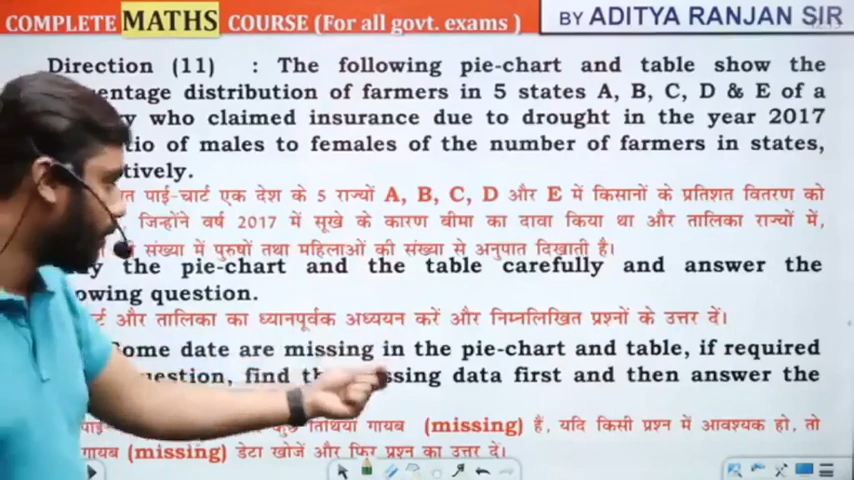 COMPLETE MATHS COURSE (For all govt. exams)
BY ADITYA RANJAN SIR
Direction (11) : The following pie-chart and table show the
entage distribution of farmers in 5 states A, B, C, D & E of a
who claimed insurance due to drought in the year 2017
tio of males to females of the number of farmers in states,
tively.
पाई-चार्ट एक देश के 5 राज्यों A, B, C, D और E में किसानों के प्रतिशत वितरण को
जिन्होंने वर्ष 2017 में सूखे के कारण बीमा का दावा किया था और तालिका राज्यों में,
संख्या में पुरुषों तथा महिलाओं की संख्या से अनुपात दिखाती है।
the pie-chart and the table carefully and answer the
owing question.
और तालिका का ध्यानपूर्वक अध्ययन करें और निम्नलिखित प्रश्नों के उत्तर दें।
Some date are missing in the pie-chart and table, if required
estion, find th ssing data first and then answer the
पाई- कुछ तिथियां गायब (missing) हैं, यदि किसी प्रश्न में आवश्यक हो, तो
गायब (missing) डेटा खोजें और फिर प्रश्न का उत्तर दें।